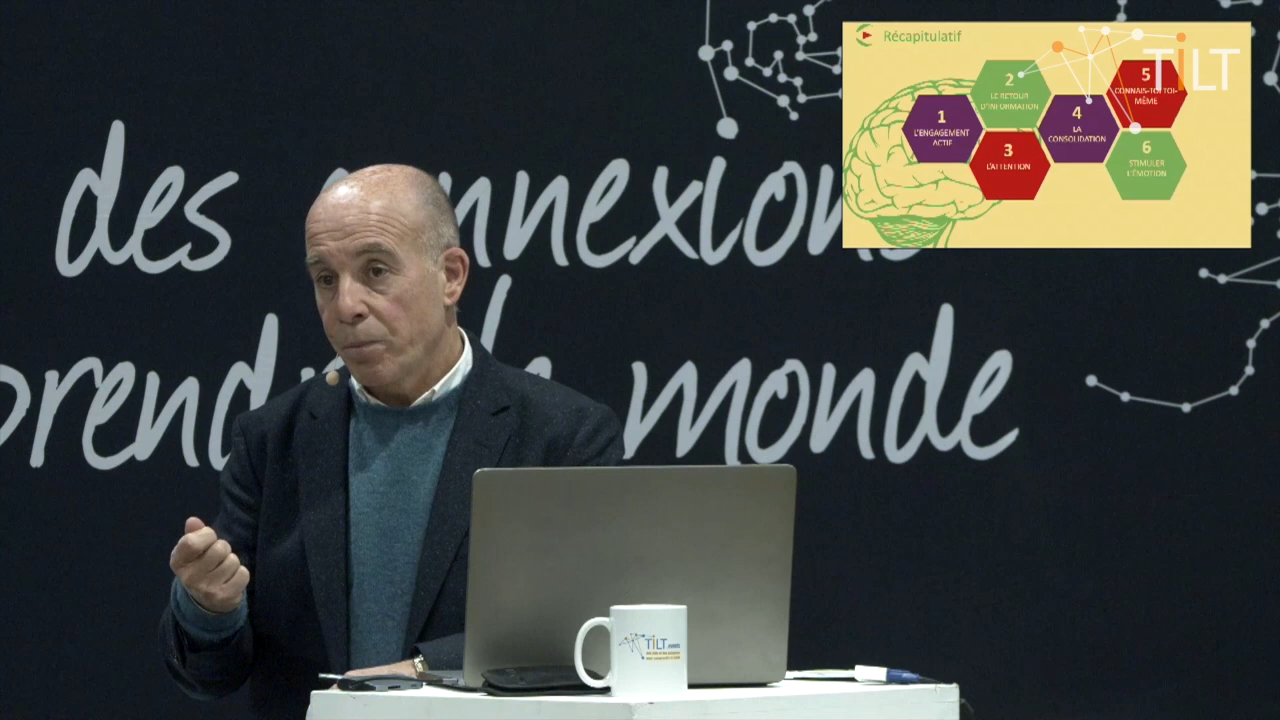 Récapitulatif
TiLT
1
L'ENGAGEMENT
ACTIF
2
LE RETOUR
D'INFORMATION
3
L'ATTENTION
4
LA
CONSOLIDATION
5
CONNAIS-TOI TOI-
MÊME
6
STIMULER
L'ÉMOTION
des connexions
prendre le monde
TiLT